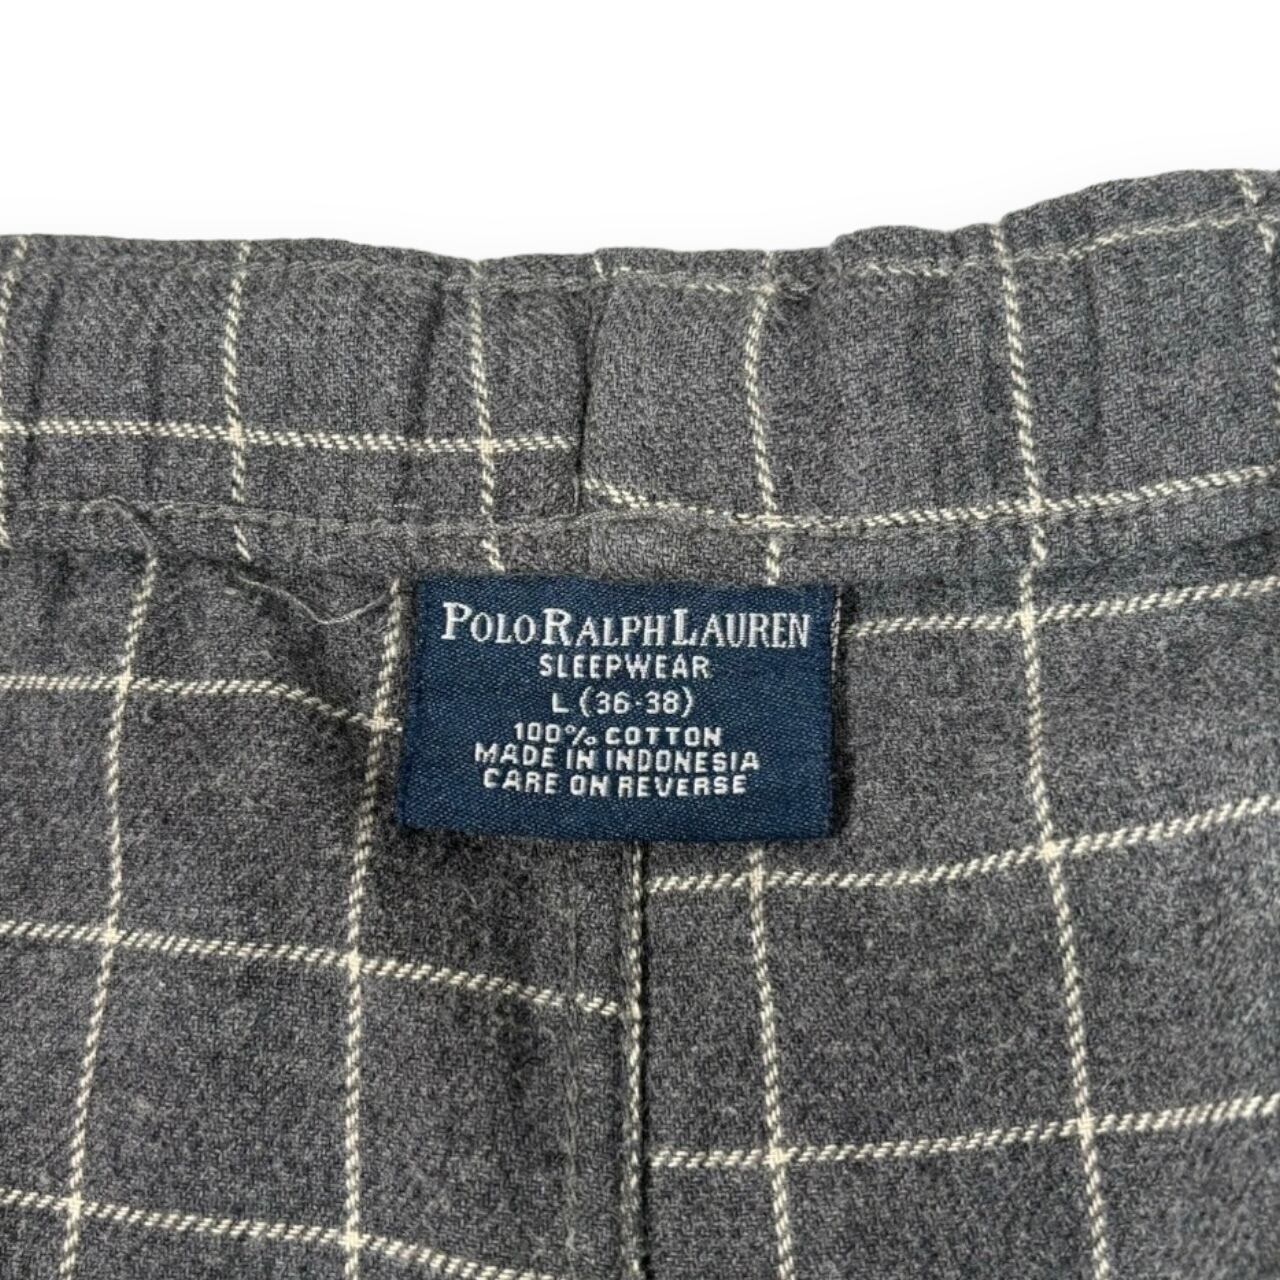 POLO RALPH LAUREN
SLEEPWEAR
L (36-38)
100% COTTON
MADE IN INDONESIA
CARE ON REVERSE